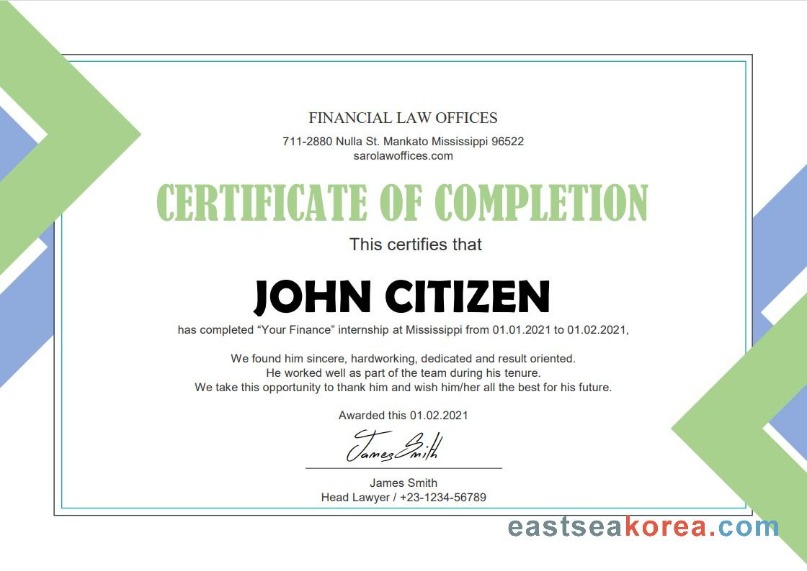 FINANCIAL LAW OFFICES
711-2880 Nulla St. Mankato Mississippi 96522
sarolawoffices.com
CERTIFICATE OF COMPLETION
This certifies that
JOHN CITIZEN
has completed “Your Finance” internship at Mississippi from 01.01.2021 to 01.02.2021,
We found him sincere, hardworking, dedicated and result oriented.
He worked well as part of the team during his tenure.
We take this opportunity to thank him and wish him/her all the best for his future.
Awarded this 01.02.2021
James Smith
James Smith
Head Lawyer / +23-1234-56789
eastseakorea.com